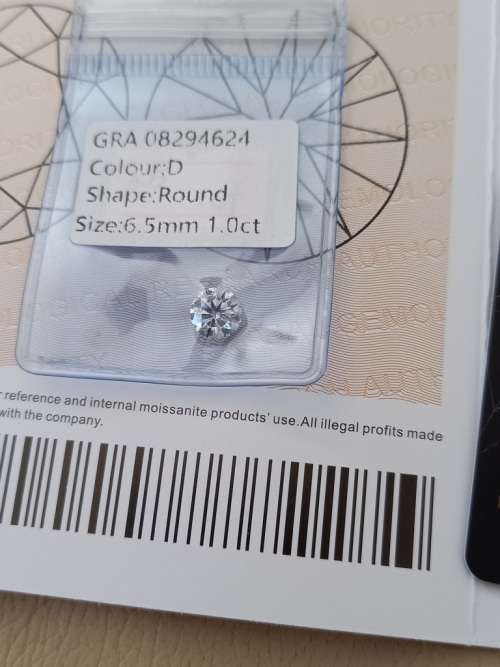 GRA 08294624
Colour:D
Shape:Round
Size:6.5mm 1.0ct
reference and internal moissanite products' use.All illegal profits made
with the company.